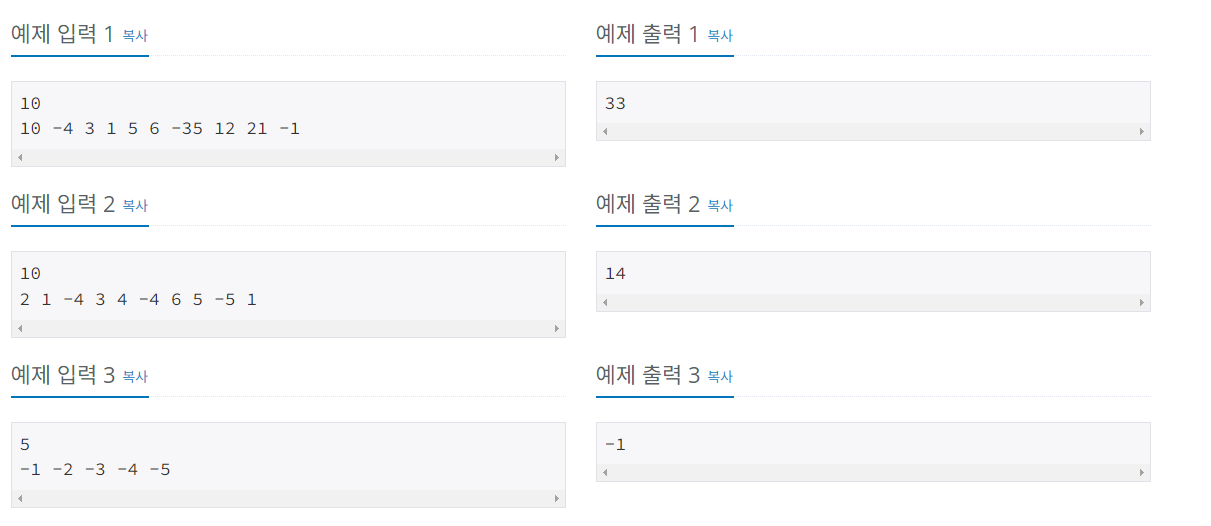 예제 입력 1 복사
10
10 -4 3 1 5 6 -35 12 21 -1
예제 출력 1 복사
33
예제 입력 2 복사
10
2 1 -4 3 4 -4 6 5 -5 1
예제 출력 2 복사
14
예제 입력 3 복사
5
-1 -2 -3 -4 -5
예제 출력 3 복사
-1